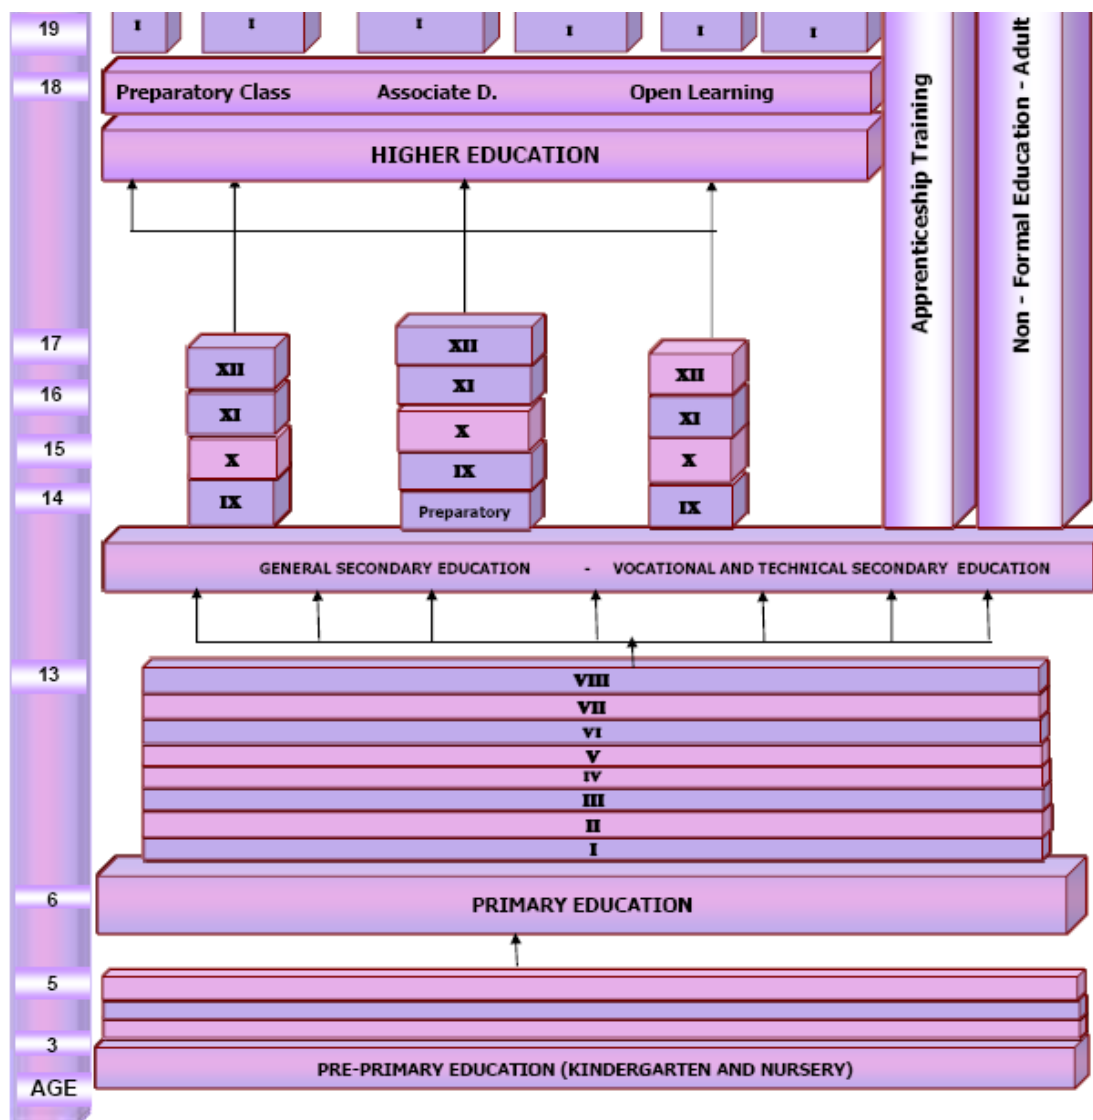 19
I I I I I I
18
Preparatory Class Associate D. Open Learning
HIGHER EDUCATION
Apprenticeship Training
Non - Formal Education - Adult
17
XII XII XII
16
XI XI XI
15
X X X
14
IX IX IX
Preparatory
GENERAL SECONDARY EDUCATION - VOCATIONAL AND TECHNICAL SECONDARY EDUCATION
13
VIII
VII
VI
V
IV
III
II
I
6
PRIMARY EDUCATION
5
3
PRE-PRIMARY EDUCATION (KINDERGARTEN AND NURSERY)
AGE